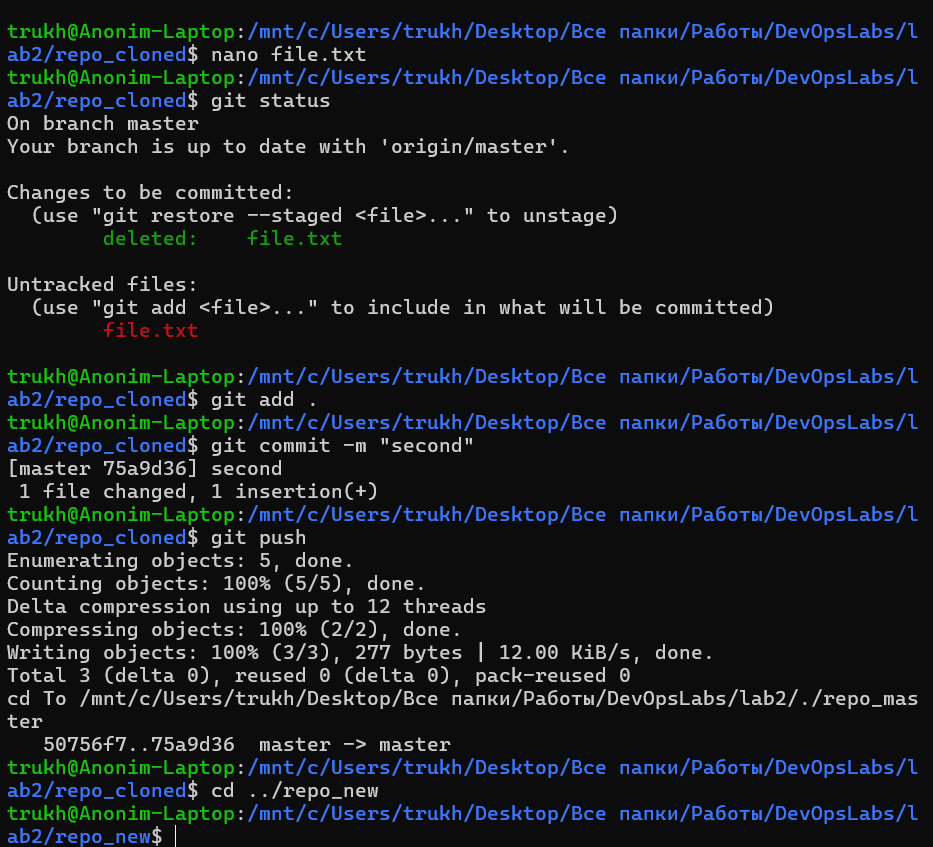 trukh@Anonim-Laptop:/mnt/c/Users/trukh/Desktop/Все папки/Работы/DevOpsLabs/l
ab2/repo_cloned$ nano file.txt
trukh@Anonim-Laptop:/mnt/c/Users/trukh/Desktop/Все папки/Работы/DevOpsLabs/l
ab2/repo_cloned$ git status
On branch master
Your branch is up to date with 'origin/master'.

Changes to be committed:
  (use "git restore --staged <file>..." to unstage)
        deleted:    file.txt

Untracked files:
  (use "git add <file>..." to include in what will be committed)
        file.txt

trukh@Anonim-Laptop:/mnt/c/Users/trukh/Desktop/Все папки/Работы/DevOpsLabs/l
ab2/repo_cloned$ git add .
trukh@Anonim-Laptop:/mnt/c/Users/trukh/Desktop/Все папки/Работы/DevOpsLabs/l
ab2/repo_cloned$ git commit -m "second"
[master 75a9d36] second
 1 file changed, 1 insertion(+)
trukh@Anonim-Laptop:/mnt/c/Users/trukh/Desktop/Все папки/Работы/DevOpsLabs/l
ab2/repo_cloned$ git push
Enumerating objects: 5, done.
Counting objects: 100% (5/5), done.
Delta compression using up to 12 threads
Compressing objects: 100% (2/2), done.
Writing objects: 100% (3/3), 277 bytes | 12.00 KiB/s, done.
Total 3 (delta 0), reused 0 (delta 0), pack-reused 0
cd To /mnt/c/Users/trukh/Desktop/Все папки/Работы/DevOpsLabs/lab2/./repo_mas
ter
   50756f7..75a9d36  master -> master
trukh@Anonim-Laptop:/mnt/c/Users/trukh/Desktop/Все папки/Работы/DevOpsLabs/l
ab2/repo_cloned$ cd ../repo_new
trukh@Anonim-Laptop:/mnt/c/Users/trukh/Desktop/Все папки/Работы/DevOpsLabs/l
ab2/repo_new$